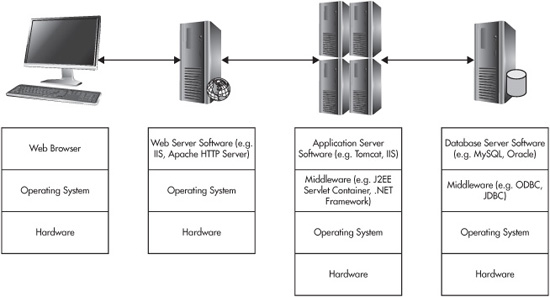 Web Browser
Operating System
Hardware
Web Server Software (e.g.
IIS, Apache HTTP Server)
Operating System
Hardware
Application Server
Software (e.g. Tomcat, IIS)
Middleware (e.g. J2EE
Servlet Container, .NET
Framework)
Operating System
Hardware
Database Server Software
(e.g. MySQL, Oracle)
Middleware (e.g. ODBC,
JDBC)
Operating System
Hardware